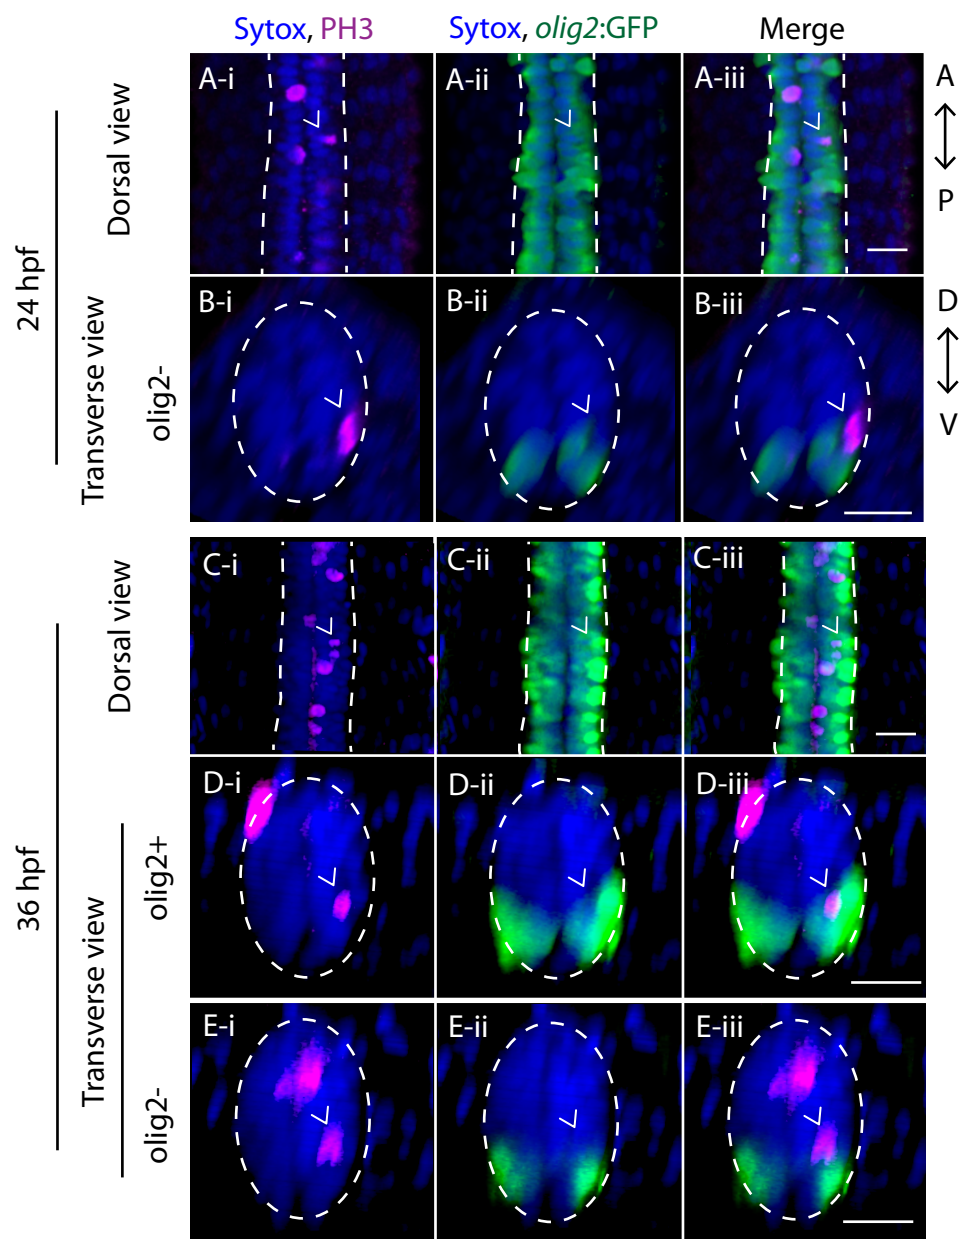 Sytox, PH3
Sytox, olig2:GFP
Merge
24 hpf
Dorsal view
A-i
A-ii
A-iii
A
P
Transverse view
olig2-
B-i
B-ii
B-iii
D
V
36 hpf
Dorsal view
C-i
C-ii
C-iii
Transverse view
olig2+
D-i
D-ii
D-iii
olig2-
E-i
E-ii
E-iii